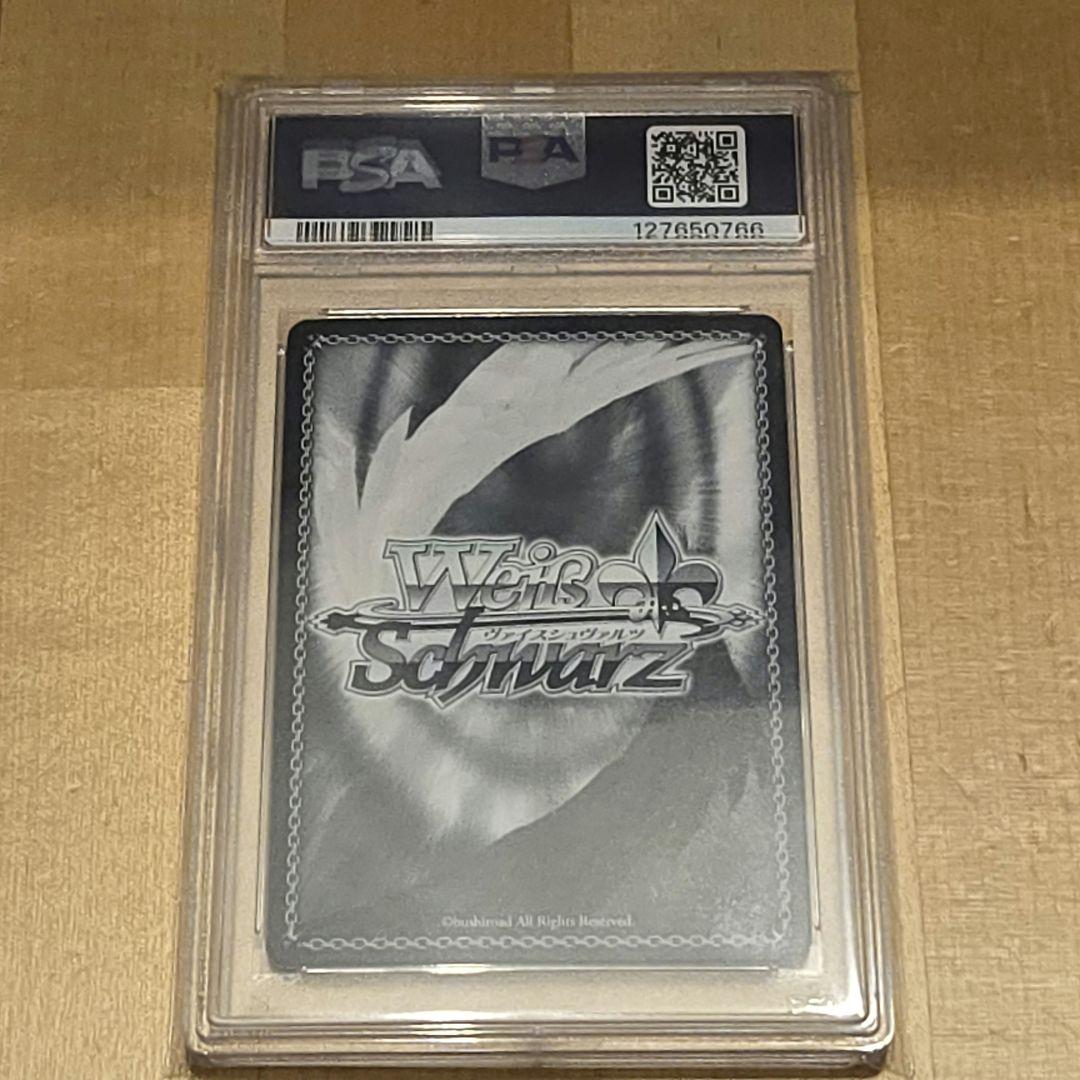 PSA
PSA
127650766
Weiß
ヴァイスシュヴァルツ
Schwarz
©bushiroad All Rights Reserved.